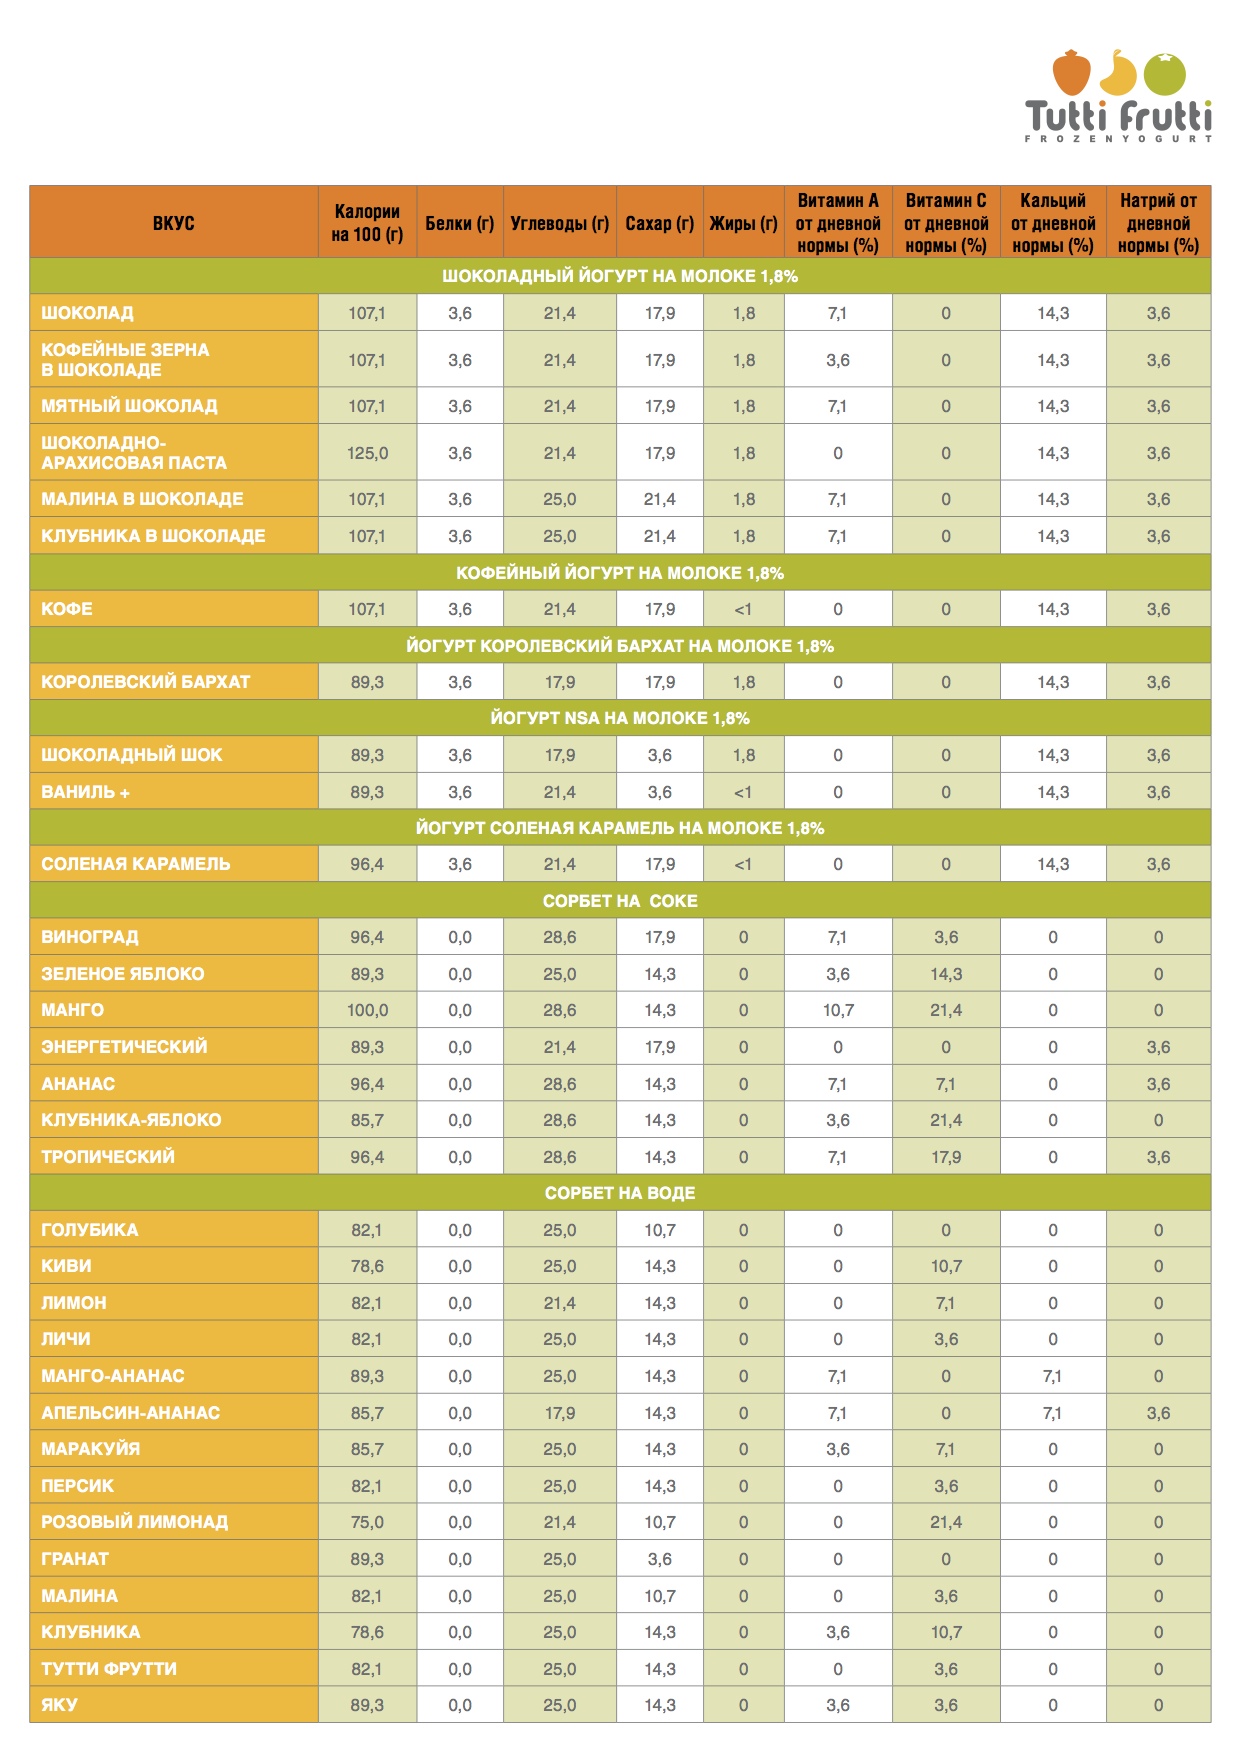 Tutti Frutti
FROZENYOGURT
ВКУС Калории на 100 (г) Белки (г) Углеводы (г) Сахар (г) Жиры (г) Витамин А от дневной нормы (%) Витамин С от дневной нормы (%) Кальций от дневной нормы (%) Натрий от дневной нормы (%)
ШОКОЛАДНЫЙ ЙОГУРТ НА МОЛОКЕ 1,8%
ШОКОЛАД 107,1 3,6 21,4 17,9 1,8 7,1 0 14,3 3,6
КОФЕЙНЫЕ ЗЕРНА
В ШОКОЛАДЕ 107,1 3,6 21,4 17,9 1,8 3,6 0 14,3 3,6
МЯТНЫЙ ШОКОЛАД 107,1 3,6 21,4 17,9 1,8 7,1 0 14,3 3,6
ШОКОЛАДНО-
АРАХИСОВАЯ ПАСТА 125,0 3,6 21,4 17,9 1,8 0 0 14,3 3,6
МАЛИНА В ШОКОЛАДЕ 107,1 3,6 25,0 21,4 1,8 7,1 0 14,3 3,6
КЛУБНИКА В ШОКОЛАДЕ 107,1 3,6 25,0 21,4 1,8 7,1 0 14,3 3,6
КОФЕЙНЫЙ ЙОГУРТ НА МОЛОКЕ 1,8%
КОФЕ 107,1 3,6 21,4 17,9 <1 0 0 14,3 3,6
ЙОГУРТ КОРОЛЕВСКИЙ БАРХАТ НА МОЛОКЕ 1,8%
КОРОЛЕВСКИЙ БАРХАТ 89,3 3,6 17,9 17,9 1,8 0 0 14,3 3,6
ЙОГУРТ NSA НА МОЛОКЕ 1,8%
ШОКОЛАДНЫЙ ШОК 89,3 3,6 17,9 3,6 1,8 0 0 14,3 3,6
ВАНИЛЬ + 89,3 3,6 21,4 3,6 <1 0 0 14,3 3,6
ЙОГУРТ СОЛЕНАЯ КАРАМЕЛЬ НА МОЛОКЕ 1,8%
СОЛЕНАЯ КАРАМЕЛЬ 96,4 3,6 21,4 17,9 <1 0 0 14,3 3,6
СОРБЕТ НА СОКЕ
ВИНОГРАД 96,4 0,0 28,6 17,9 0 7,1 3,6 0 0
ЗЕЛЕНОЕ ЯБЛОКО 89,3 0,0 25,0 14,3 0 3,6 14,3 0 0
МАНГО 100,0 0,0 28,6 14,3 0 10,7 21,4 0 0
ЭНЕРГЕТИЧЕСКИЙ 89,3 0,0 21,4 17,9 0 0 0 0 3,6
АНАНАС 96,4 0,0 28,6 14,3 0 7,1 7,1 0 3,6
КЛУБНИКА-ЯБЛОКО 85,7 0,0 28,6 14,3 0 3,6 21,4 0 0
ТРОПИЧЕСКИЙ 96,4 0,0 28,6 14,3 0 7,1 17,9 0 3,6
СОРБЕТ НА ВОДЕ
ГОЛУБИКА 82,1 0,0 25,0 10,7 0 0 0 0 0
КИВИ 78,6 0,0 25,0 14,3 0 0 10,7 0 0
ЛИМОН 82,1 0,0 21,4 14,3 0 0 7,1 0 0
ЛИЧИ 82,1 0,0 25,0 14,3 0 0 3,6 0 0
МАНГО-АНАНАС 89,3 0,0 25,0 14,3 0 7,1 0 7,1 0
АПЕЛЬСИН-АНАНАС 85,7 0,0 17,9 14,3 0 7,1 0 7,1 3,6
МАРАКУЙЯ 85,7 0,0 25,0 14,3 0 3,6 7,1 0 0
ПЕРСИК 82,1 0,0 25,0 14,3 0 0 3,6 0 0
РОЗОВЫЙ ЛИМОНАД 75,0 0,0 21,4 10,7 0 0 21,4 0 0
ГРАНАТ 89,3 0,0 25,0 3,6 0 0 0 0 0
МАЛИНА 82,1 0,0 25,0 10,7 0 0 3,6 0 0
КЛУБНИКА 78,6 0,0 25,0 14,3 0 3,6 10,7 0 0
ТУТТИ ФРУТТИ 82,1 0,0 25,0 14,3 0 0 3,6 0 0
ЯКУ 89,3 0,0 25,0 14,3 0 3,6 3,6 0 0